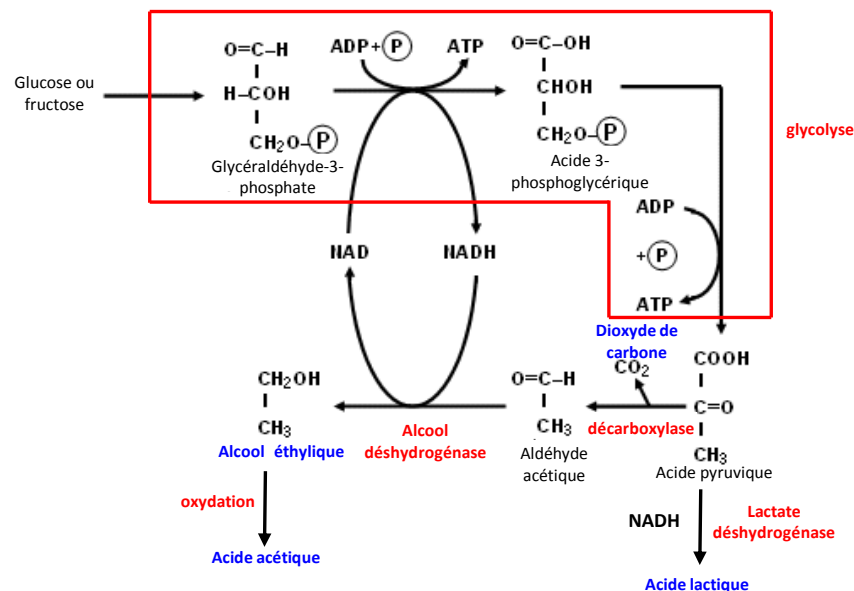 O=C–H
ADP+P
ATP
O=C–OH
Glucose ou
fructose
H–COH
CHOH
CH2O–P
CH2O–P
glycolyse
Glycéraldéhyde-3-
phosphate
Acide 3-
phosphoglycérique
ADP
NAD
NADH
+P
ATP
Dioxyde de
carbone
COOH
CO2
CH2OH
O=C–H
C=O
CH3
CH3
décarboxylase
Alcool
déshydrogénase
Alcool éthylique
Aldéhyde
acétique
CH3
Acide pyruvique
oxydation
NADH
Lactate
déshydrogénase
Acide acétique
Acide lactique